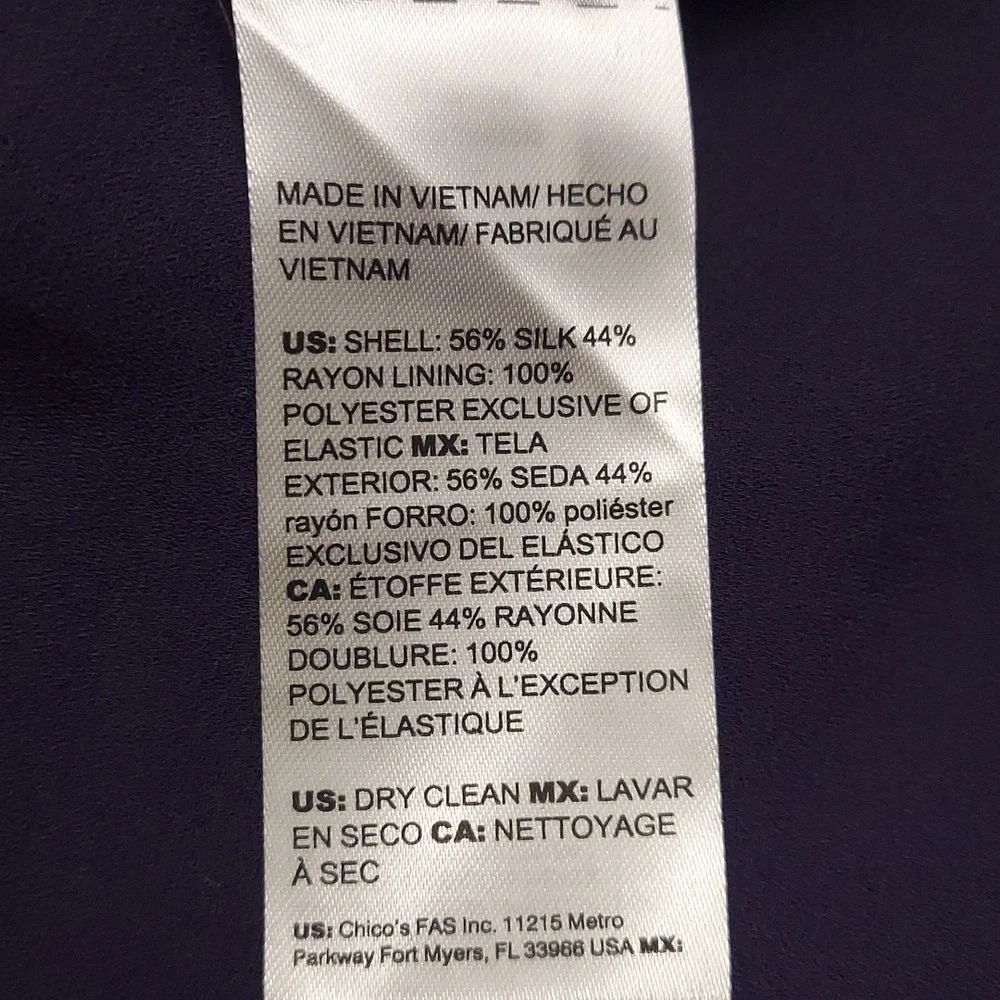 MADE IN VIETNAM/ HECHO
EN VIETNAM/ FABRIQUÉ AU
VIETNAM
US: SHELL: 56% SILK 44%
RAYON LINING: 100%
POLYESTER EXCLUSIVE OF
ELASTIC MX: TELA
EXTERIOR: 56% SEDA 44%
rayón FORRO: 100% poliéster
EXCLUSIVO DEL ELÁSTICO
CA: ÉTOFFE EXTÉRIEURE:
56% SOIE 44% RAYONNE
DOUBLURE: 100%
POLYESTER À L'EXCEPTION
DE L'ÉLASTIQUE
US: DRY CLEAN MX: LAVAR
EN SECO CA: NETTOYAGE
À SEC
US: Chico's FAS Inc. 11215 Metro
Parkway Fort Myers, FL 33966 USA MX: